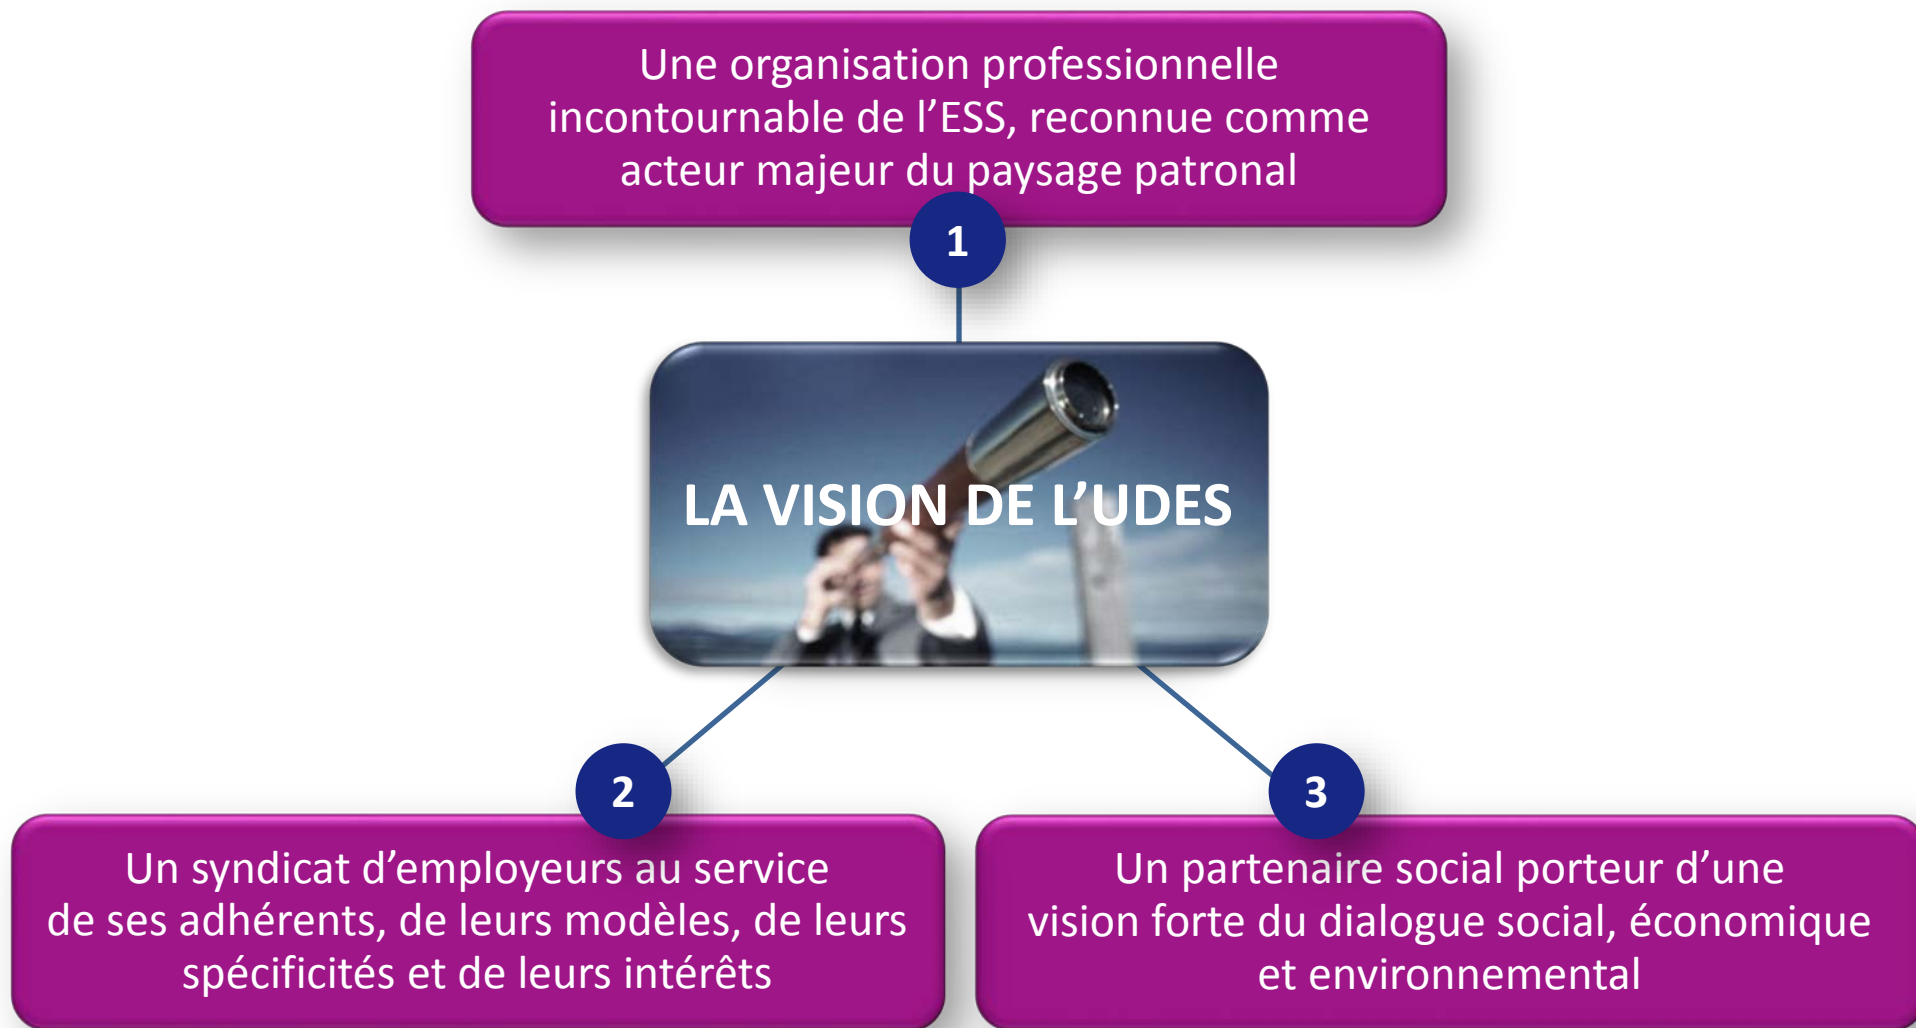 Une organisation professionnelle
incontournable de l’ESS, reconnue comme
acteur majeur du paysage patronal
1
LA VISION DE L’UDES
2
Un syndicat d’employeurs au service
de ses adhérents, de leurs modèles, de leurs
spécificités et de leurs intérêts
3
Un partenaire social porteur d’une
vision forte du dialogue social, économique
et environnemental